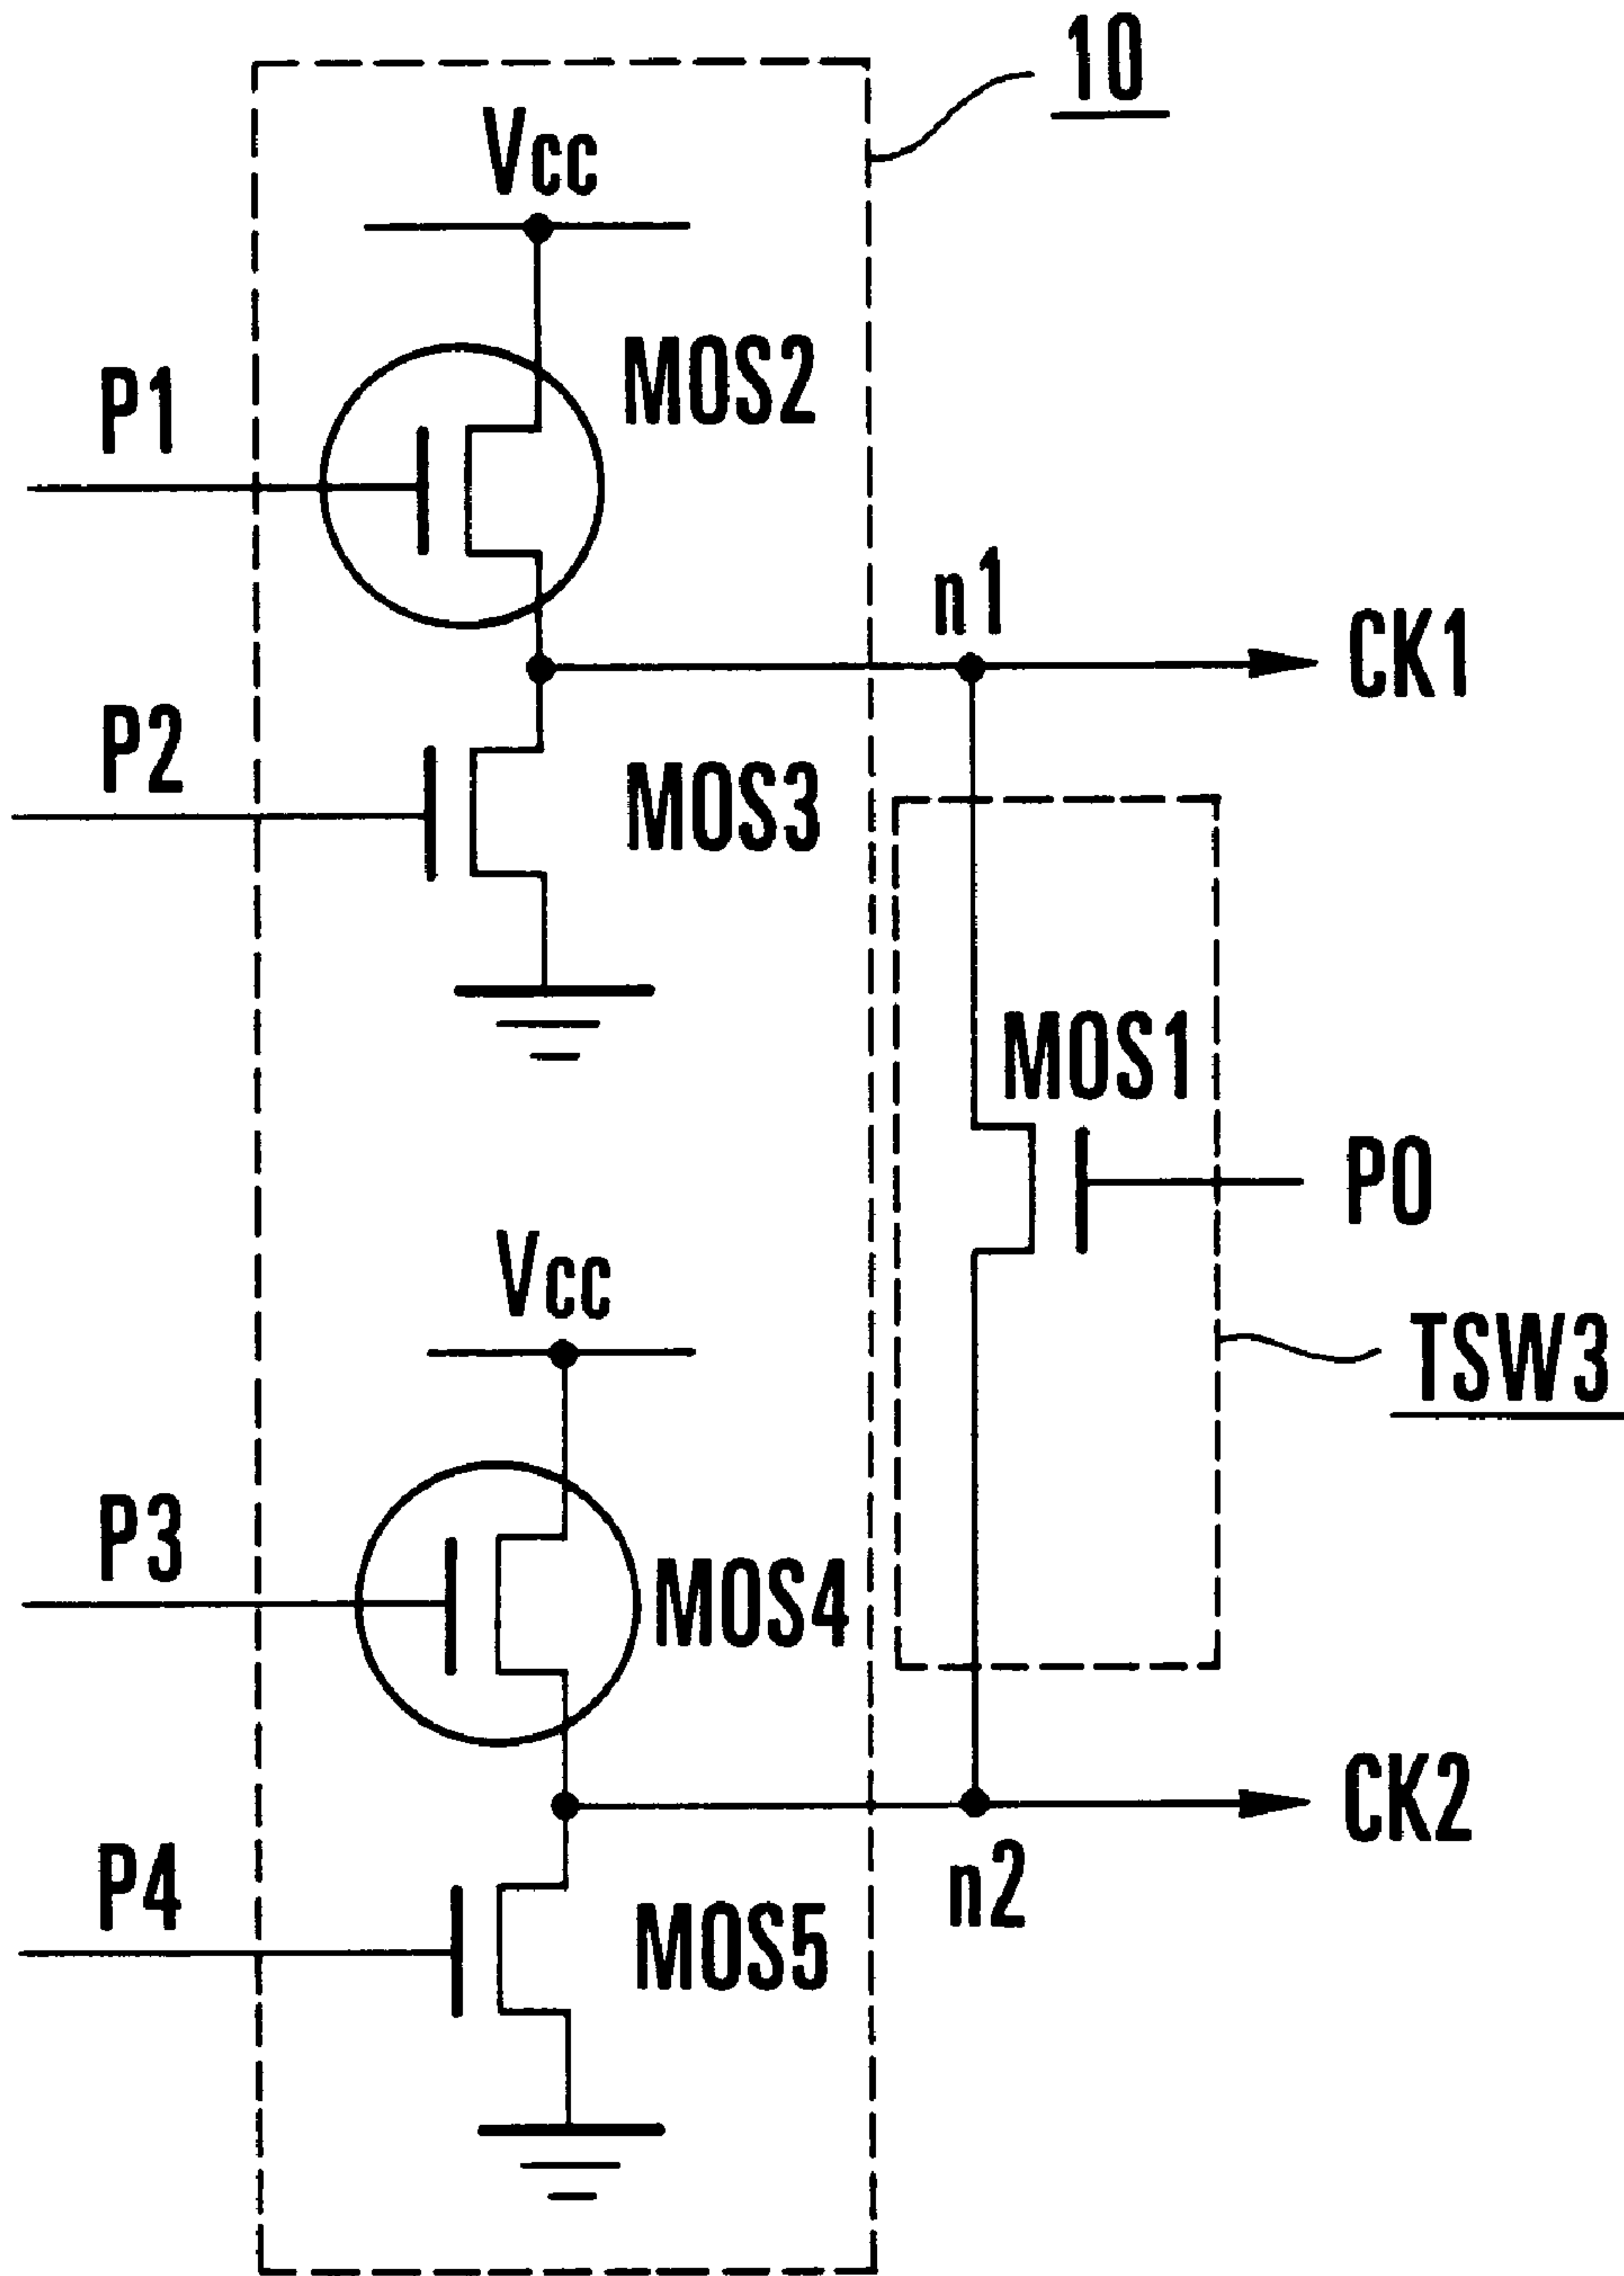 10
Vcc
MOS2
P1
n1
CK1
P2
MOS3
MOS1
P0
Vcc
TSW3
P3
MOS4
CK2
P4
n2
MOS5